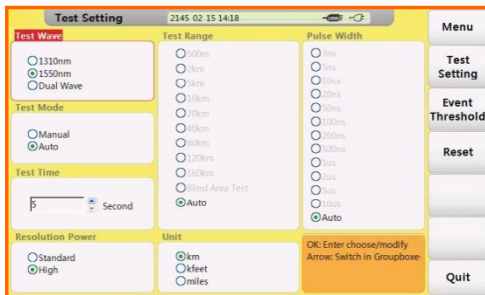 Test Setting
2145 02 15 14:18
Test Wave
1310nm
1550nm
Dual Wave
Test Mode
Manual
Auto
Test Time
5 Second
Resolution Power
Standard
High
Test Range
500m
2km
5km
10km
20km
40km
80km
120km
160km
Blind Area Test
Auto
Unit
km
kfeet
miles
Pulse Width
3ns
5ns
10ns
20ns
50ns
100ns
200ns
500ns
1us
2us
5us
10us
Auto
OK: Enter choose/modify
Arrow: Switch in Groupboxe
Menu
Test
Setting
Event
Threshold
Reset
Quit